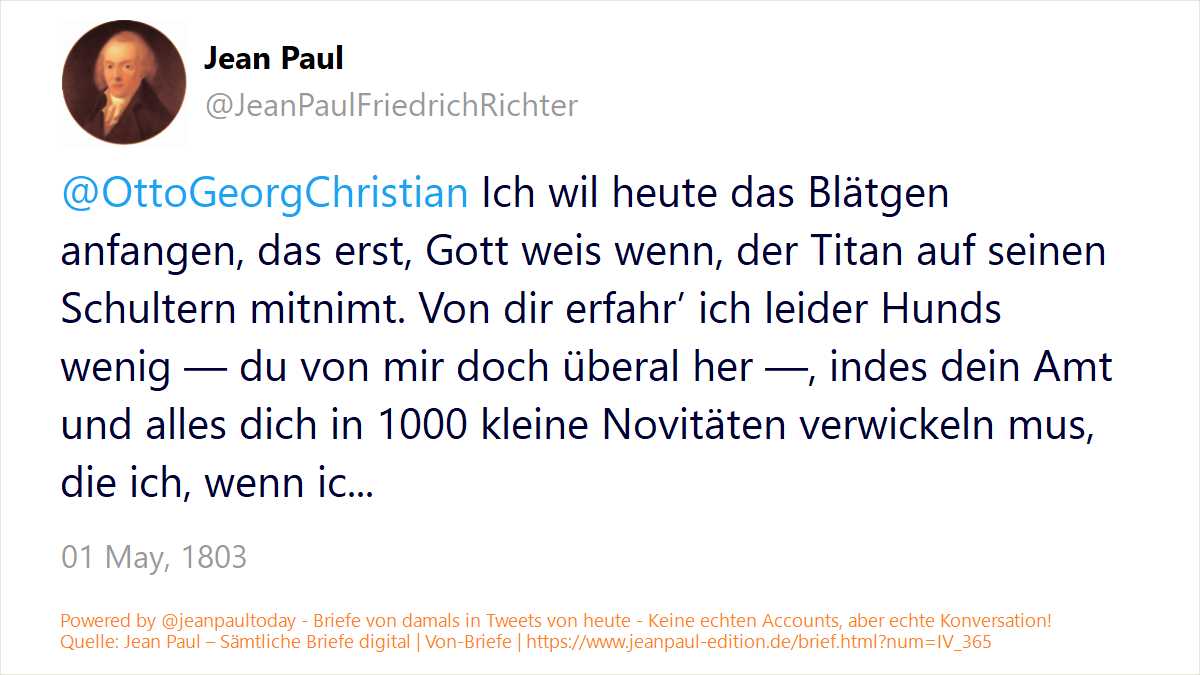 Jean Paul
@JeanPaulFriedrichRichter
@OttoGeorgChristian Ich wil heute das Blätgen
anfangen, das erst, Gott weis wenn, der Titan auf seinen
Schultern mitnimt. Von dir erfahr’ ich leider Hunds
wenig — du von mir doch überal her —, indes dein Amt
und alles dich in 1000 kleine Novitäten verwickeln mus,
die ich, wenn ic...
01 May, 1803
Powered by @jeanpaultoday - Briefe von damals in Tweets von heute - Keine echten Accounts, aber echte Konversation!
Quelle: Jean Paul – Sämtliche Briefe digital | Von-Briefe | https://www.jeanpaul-edition.de/brief.html?num=IV_365